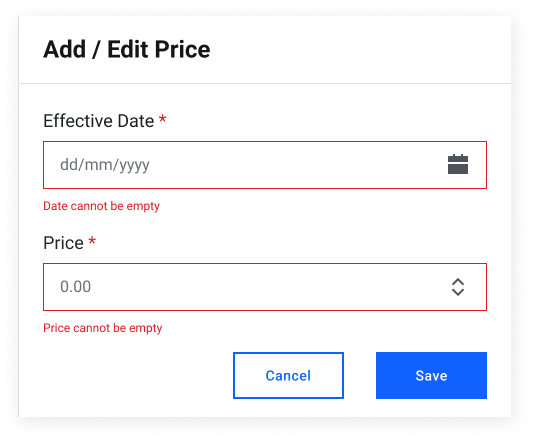 Add / Edit Price
Effective Date *
dd/mm/yyyy
Date cannot be empty
Price *
0.00
Price cannot be empty
Cancel Save